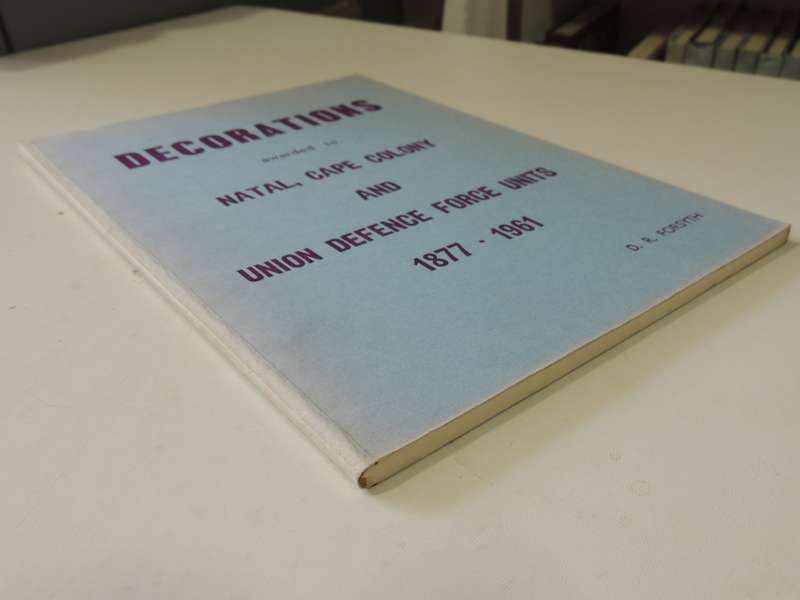 DECORATIONS
awarded to
NATAL, CAPE COLONY
AND
UNION DEFENCE FORCE UNITS
1877 - 1961
D. R. FORSYTH